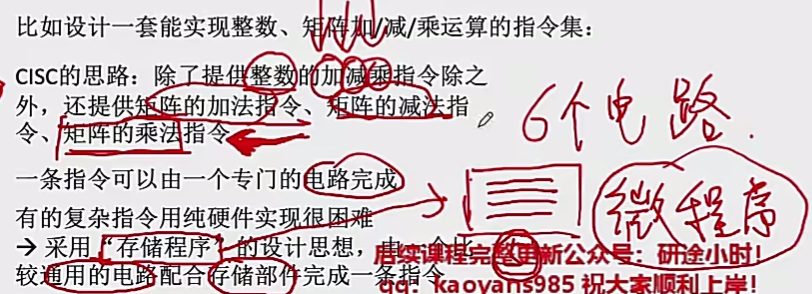 比如设计一套能实现整数、矩阵加/减/乘运算的指令集：
CISC的思路：除了提供整数的加减乘指令除之
外，还提供矩阵的加法指令、矩阵的减法指
令、矩阵的乘法指令
6个电路.
一条指令可以由一个专门的电路完成
有的复杂指令用纯硬件实现很困难
微程序
→ 采用“存储程序”的设计思想，由一个比
较通用的电路配合存储部件完成一条指令
后续课程完整更新公众号：研途小时！
qq：kaoyans985 祝大家顺利上岸！